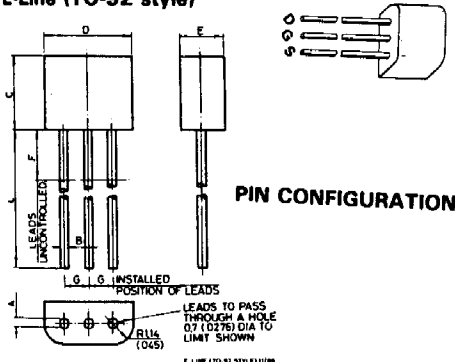 E-Line (TO-92 style)
D
E
D
G
S
C
F
L
LEADS
UNCONTROLLED
B
PIN CONFIGURATION
G
G
INSTALLED
POSITION OF LEADS
A
LEADS TO PASS
THROUGH A HOLE
0,7 (·0276) DIA TO
LIMIT SHOWN
R1.14
(·045)